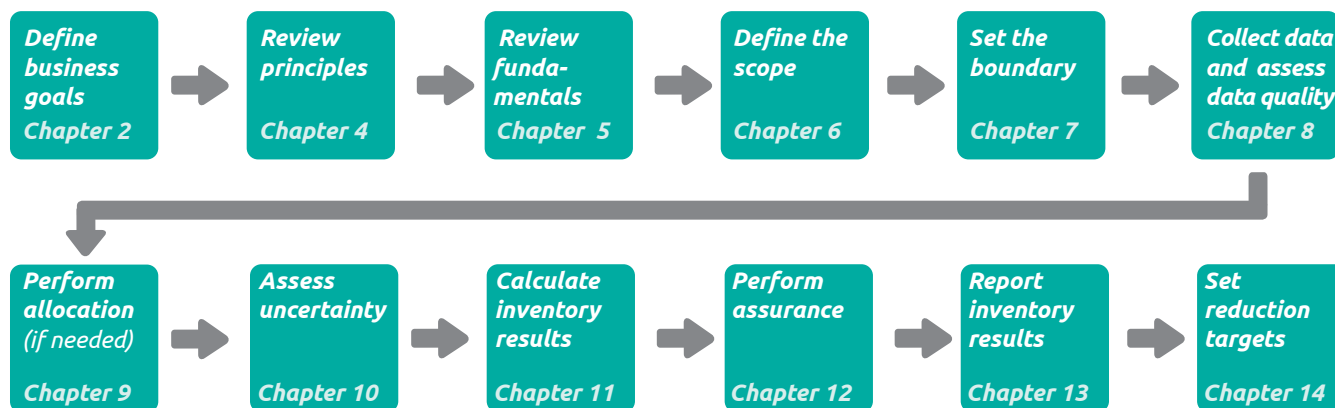 Define
business
goals
Chapter 2
Review
principles
Chapter 4
Review
funda-
mentals
Chapter 5
Define the
scope
Chapter 6
Set the
boundary
Chapter 7
Collect data
and assess
data quality
Chapter 8
Perform
allocation
(if needed)
Chapter 9
Assess
uncertainty
Chapter 10
Calculate
inventory
results
Chapter 11
Perform
assurance
Chapter 12
Report
inventory
results
Chapter 13
Set
reduction
targets
Chapter 14